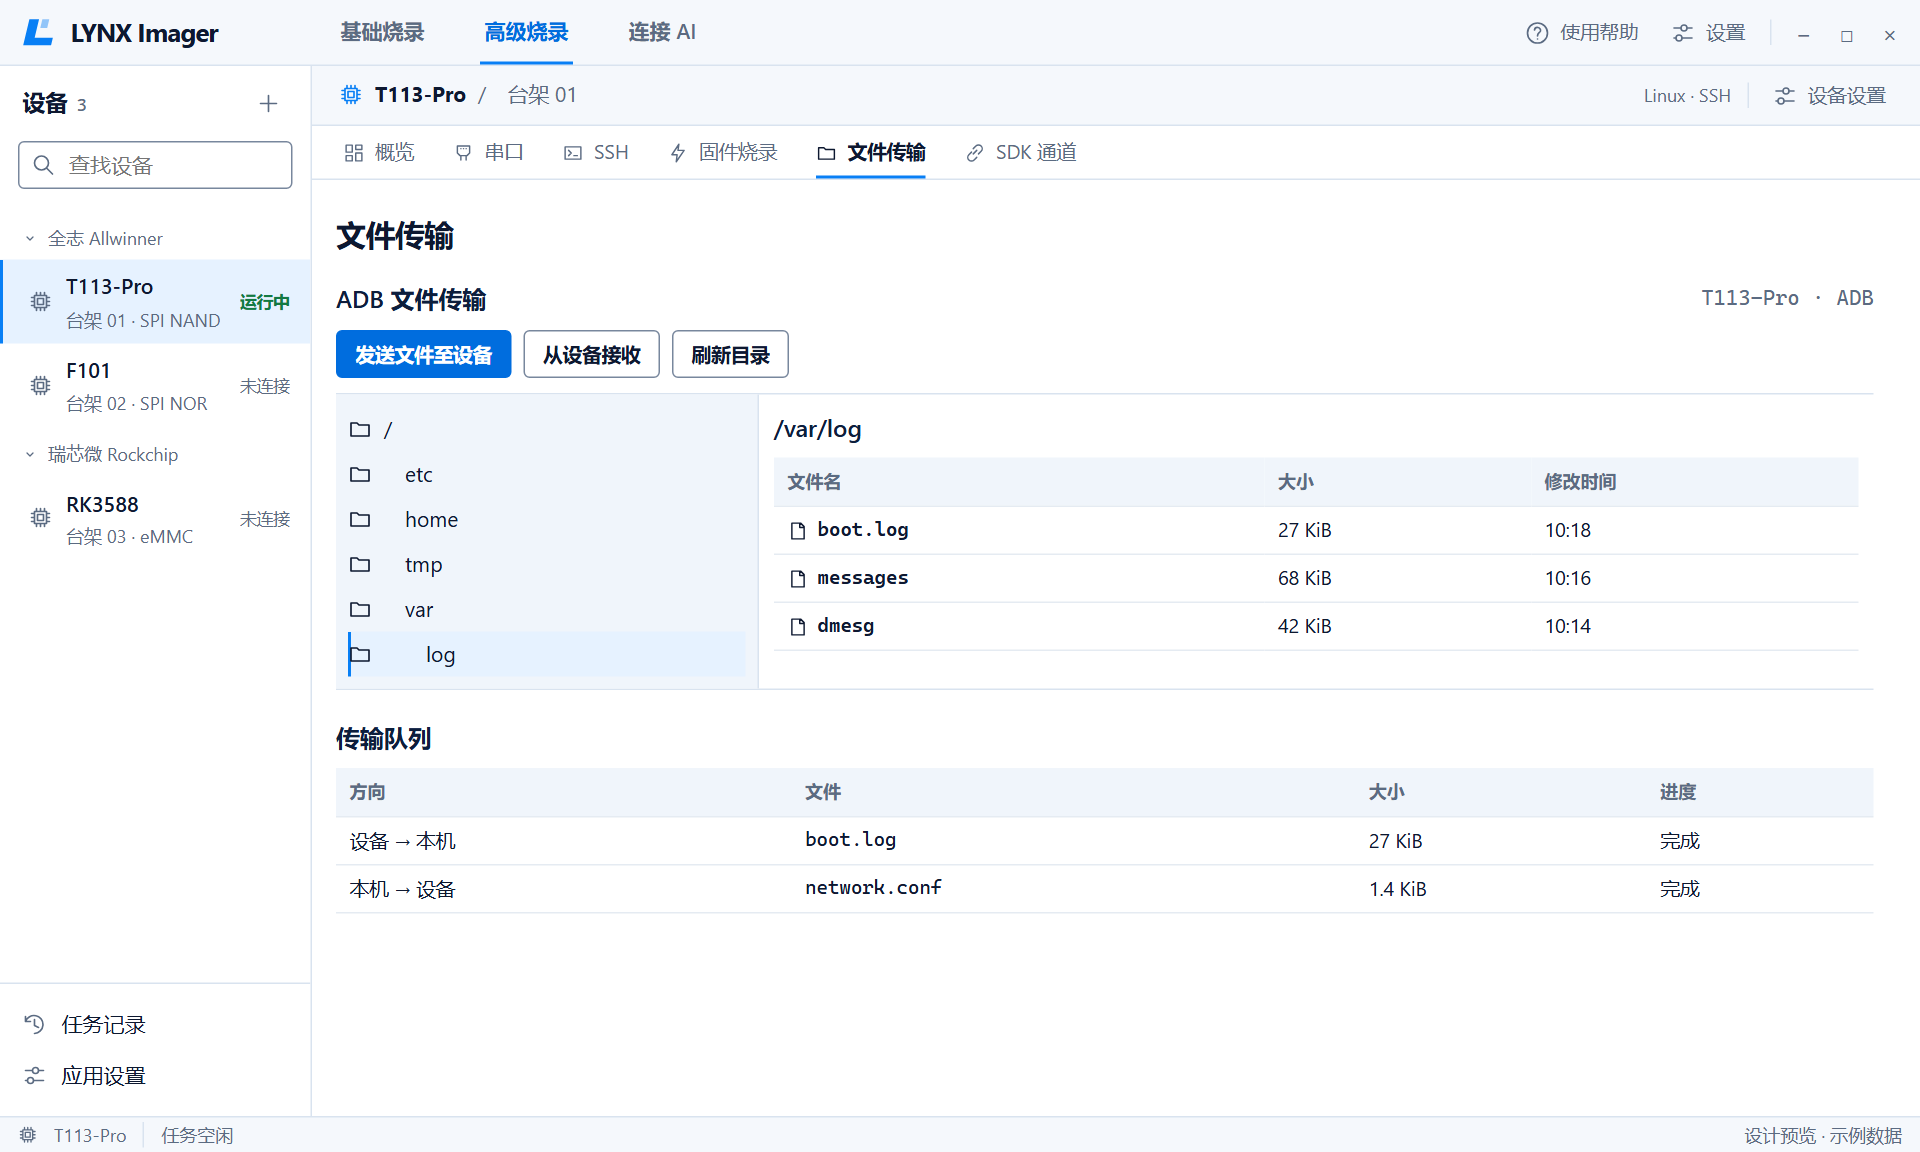 LYNX Imager
基础烧录
高级烧录
连接 AI
使用帮助
设置
设备 3
查找设备
全志 Allwinner
T113-Pro
台架 01 · SPI NAND
运行中
F101
台架 02 · SPI NOR
未连接
瑞芯微 Rockchip
RK3588
台架 03 · eMMC
未连接
任务记录
应用设置
T113-Pro / 台架 01
Linux · SSH
设备设置
概览
串口
SSH
固件烧录
文件传输
SDK 通道
文件传输
ADB 文件传输
T113-Pro · ADB
发送文件至设备
从设备接收
刷新目录
/
etc
home
tmp
var
log
/var/log
文件名 大小 修改时间
boot.log 27 KiB 10:18
messages 68 KiB 10:16
dmesg 42 KiB 10:14
传输队列
方向 文件 大小 进度
设备 → 本机 boot.log 27 KiB 完成
本机 → 设备 network.conf 1.4 KiB 完成
T113-Pro
任务空闲
设计预览 · 示例数据